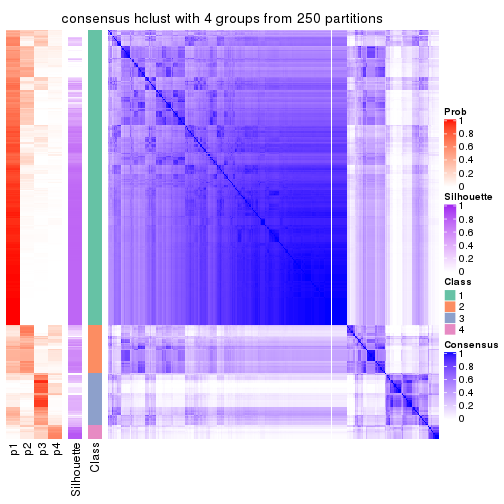 consensus hclust with 4 groups from 250 partitions
Prob
1
0.8
0.6
0.4
0.2
0
Silhouette
1
0.8
0.6
0.4
0.2
0
Class
1
2
3
4
Consensus
1
0.8
0.6
0.4
0.2
0
p1
p2
p3
p4
Silhouette
Class